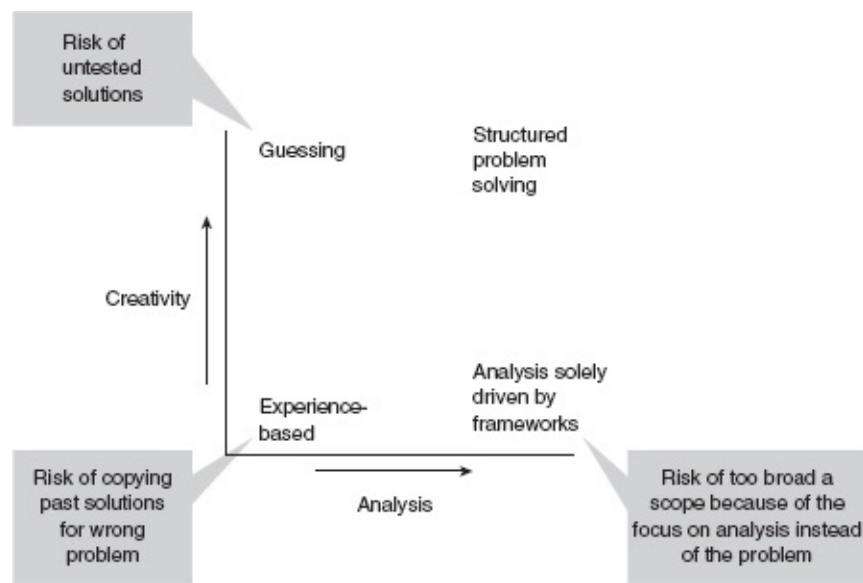 Risk of
untested
solutions
Guessing
Structured
problem
solving
Creativity
Experience-
based
Analysis solely
driven by
frameworks
Risk of copying
past solutions
for wrong
problem
Analysis
Risk of too broad a
scope because of the
focus on analysis instead
of the problem